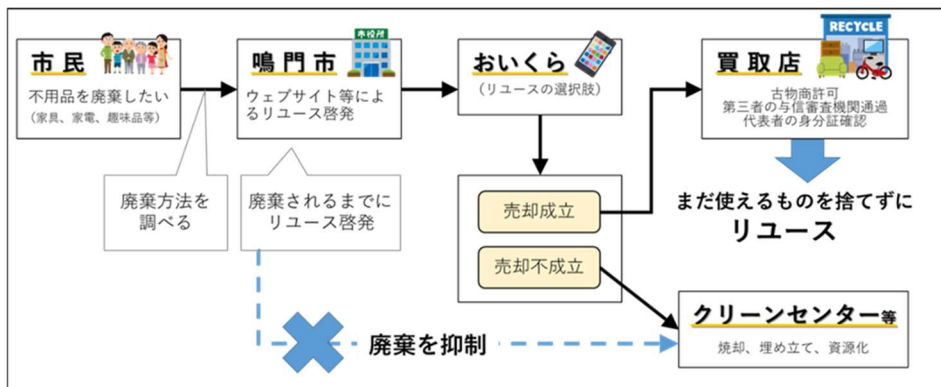 市民
不用品を廃棄したい
（家具、家電、趣味品等）
市役所
鳴門市
ウェブサイト等によ
るリユース啓発
おいくら
（リユースの選択肢）
RECYCLE
買取店
古物商許可
第三者の与信審査機関通過
代表者の身分証確認
廃棄方法を
調べる
廃棄されるまでに
リユース啓発
売却成立
売却不成立
まだ使えるものを捨てずに
リユース
廃棄を抑制
クリーンセンター等
焼却、埋め立て、資源化